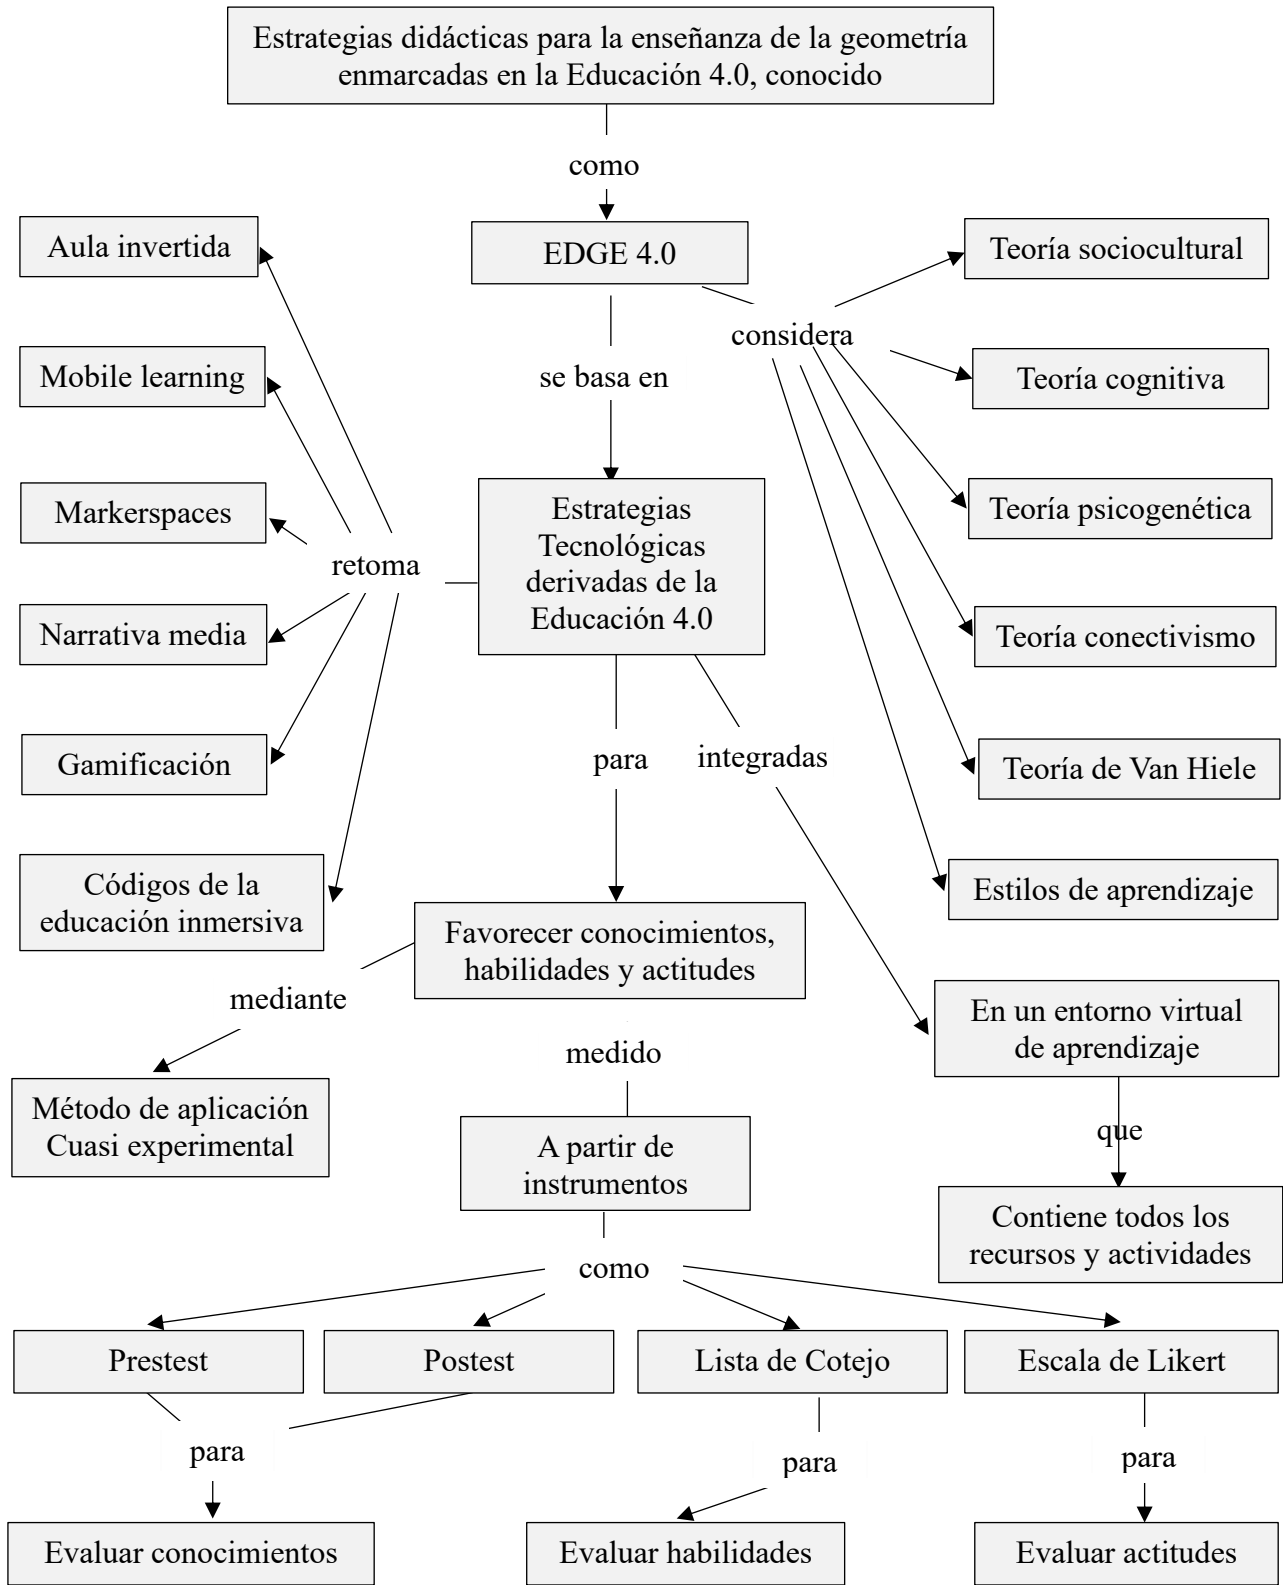 Estrategias didácticas para la enseñanza de la geometría
enmarcadas en la Educación 4.0, conocido
como
EDGE 4.0
Aula invertida
Teoría sociocultural
considera
Mobile learning
se basa en
Teoría cognitiva
Markerspaces
Estrategias
Tecnológicas
derivadas de la
Educación 4.0
Teoría psicogenética
retoma
Narrativa media
Teoría conectivismo
Gamificación
para
integradas
Teoría de Van Hiele
Códigos de la
educación inmersiva
Estilos de aprendizaje
Favorecer conocimientos,
habilidades y actitudes
mediante
En un entorno virtual
de aprendizaje
medido
Método de aplicación
Cuasi experimental
A partir de
instrumentos
que
Contiene todos los
recursos y actividades
como
Prestest
Postest
Lista de Cotejo
Escala de Likert
para
para
para
Evaluar conocimientos
Evaluar habilidades
Evaluar actitudes